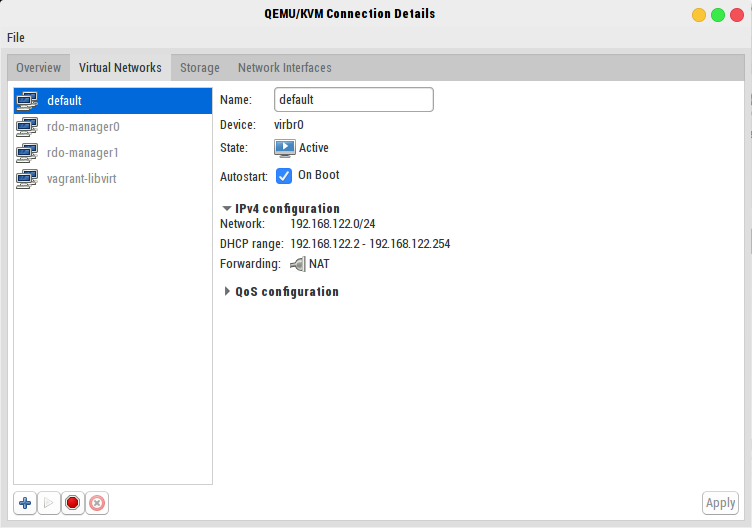 QEMU/KVM Connection Details
File
Overview Virtual Networks Storage Network Interfaces
default
rdo-manager0
rdo-manager1
vagrant-libvirt
Name: default
Device: virbr0
State: Active
Autostart: On Boot
IPv4 configuration
Network: 192.168.122.0/24
DHCP range: 192.168.122.2 - 192.168.122.254
Forwarding: NAT
QoS configuration
Apply